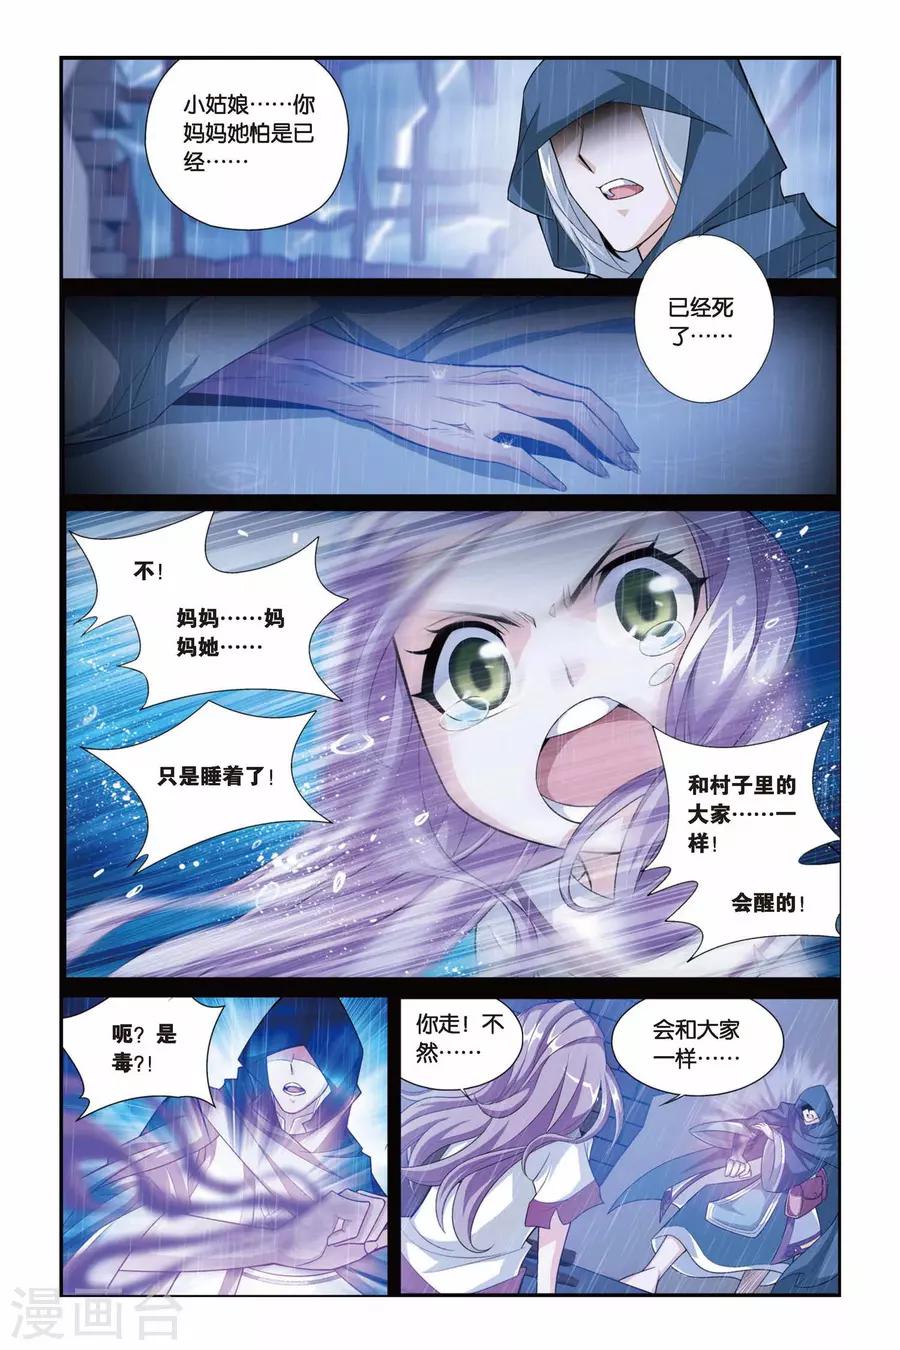 小姑娘……你
妈妈她怕是已
经……
已经死
了……
不！
妈妈……妈
妈她……
只是睡着了！
和村子里的
大家……一
样！
会醒的！
呃？是
毒？！
你走！不
然……
会和大家
一样……
漫画台